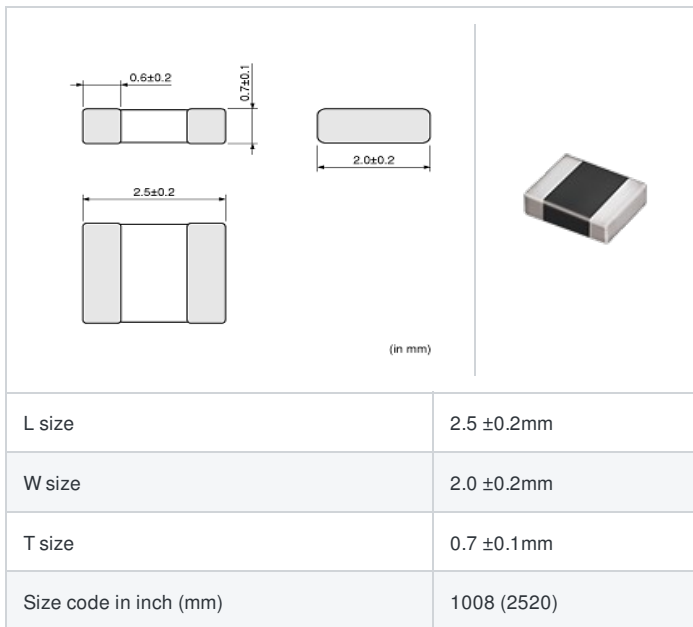 0.6±0.2
0.7±0.1
2.0±0.2
2.5±0.2
(in mm)
L size 2.5 ±0.2mm
W size 2.0 ±0.2mm
T size 0.7 ±0.1mm
Size code in inch (mm) 1008 (2520)